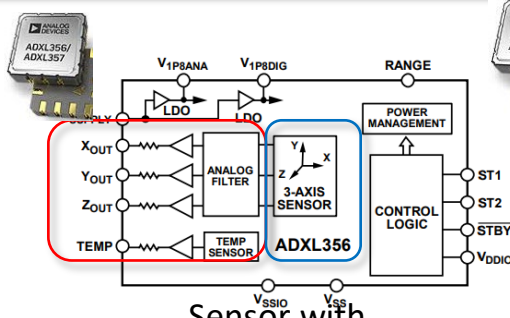 ANALOG
DEVICES
ADXL356/
ADXL357
V1P8ANA
V1P8DIG
RANGE
LDO
LDO
POWER
MANAGEMENT
XOUT
YOUT
ZOUT
TEMP
ANALOG
FILTER
Y
X
Z
3-AXIS
SENSOR
TEMP
SENSOR
ADXL356
CONTROL
LOGIC
ST1
ST2
STBY
VDDIO
VSSIO
VSS
Sensor with